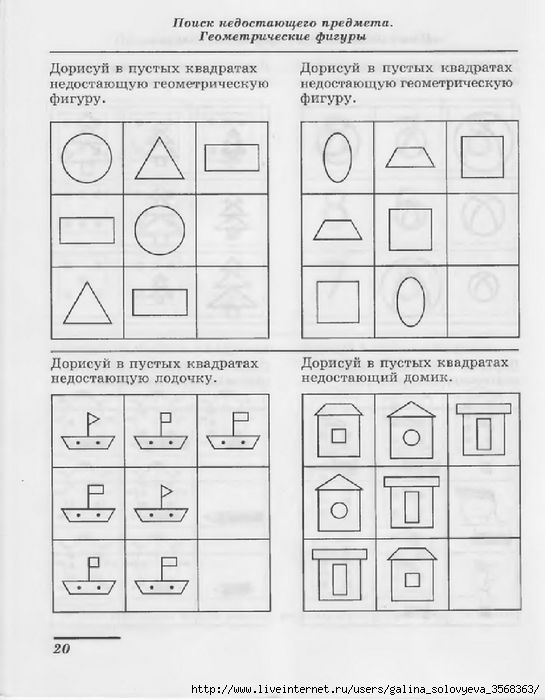 Поиск недостающего предмета.
Геометрические фигуры
Дорисуй в пустых квадратах
недостающую геометрическую
фигуру.
Дорисуй в пустых квадратах
недостающую геометрическую
фигуру.
Дорисуй в пустых квадратах
недостающую лодочку.
Дорисуй в пустых квадратах
недостающий домик.
20
http://www.liveinternet.ru/users/galina_solovyeva_3568363/